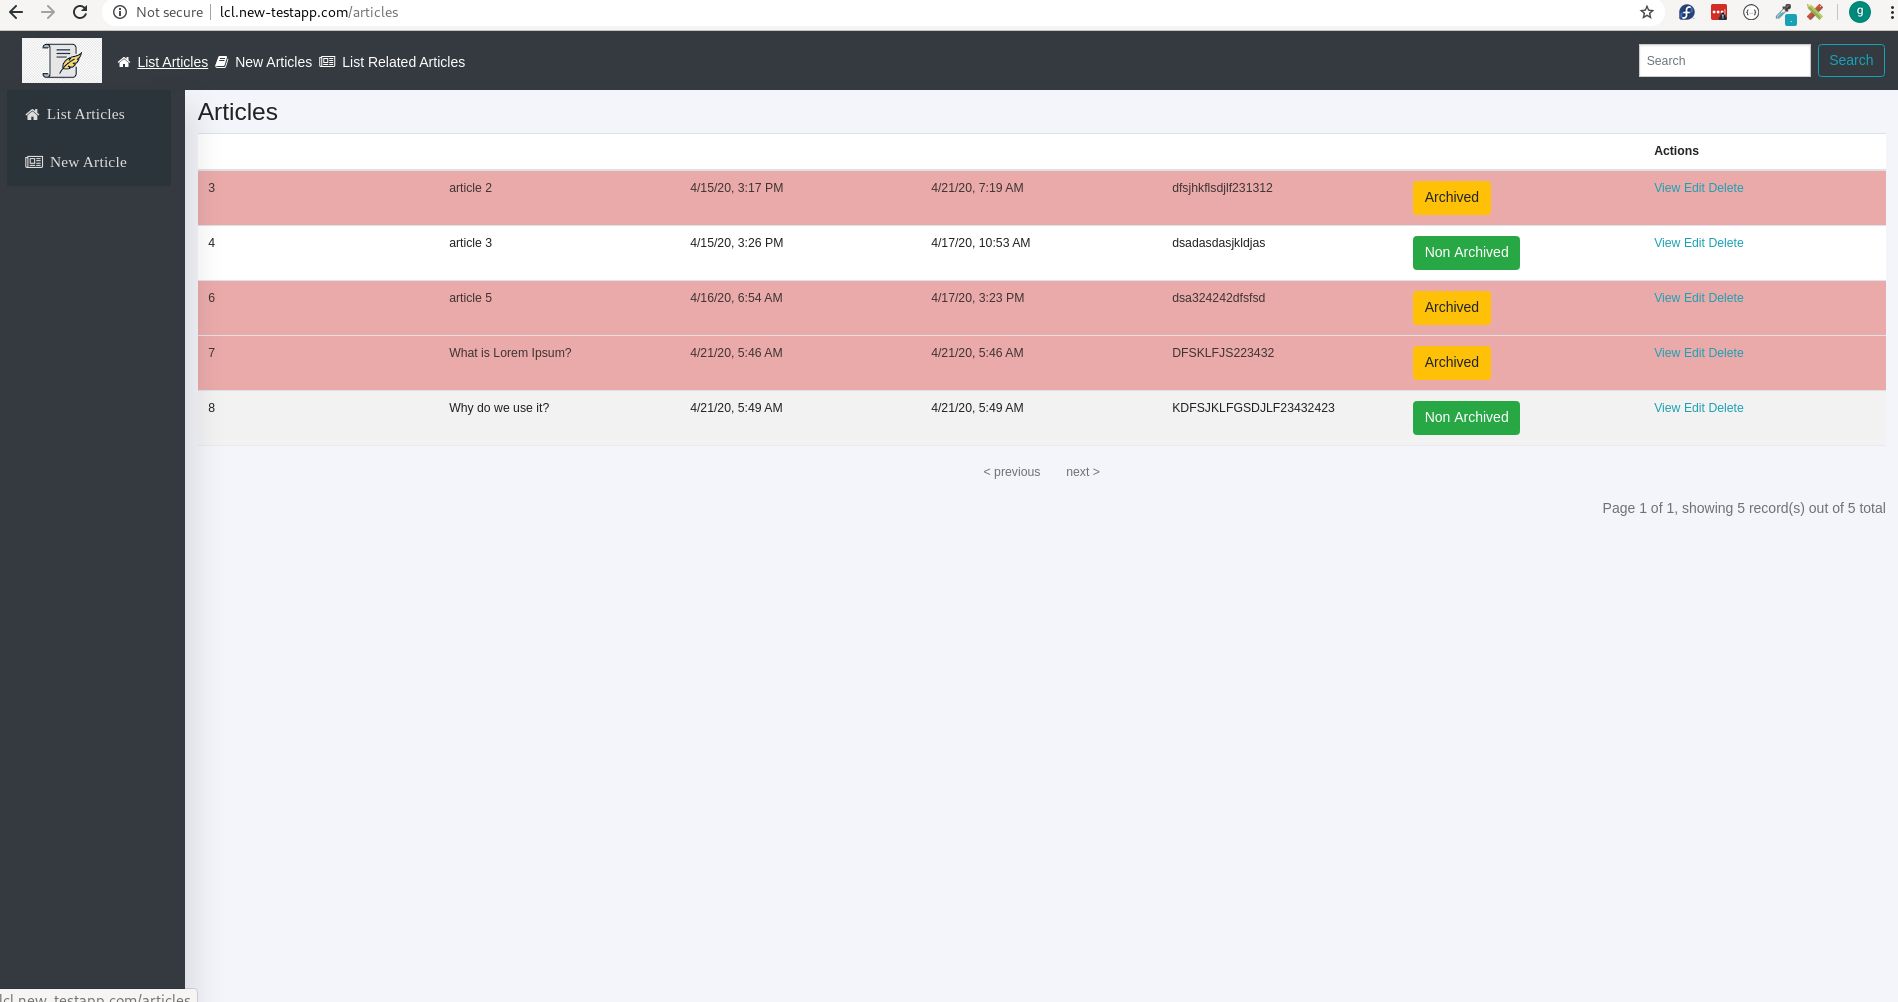 Not secure lcl.new-testapp.com/articles g
List Articles New Articles List Related Articles Search Search
List Articles
New Article
Articles
Actions
3 article 2 4/15/20, 3:17 PM 4/21/20, 7:19 AM dfsjhkflsdjlf231312 Archived View Edit Delete
4 article 3 4/15/20, 3:26 PM 4/17/20, 10:53 AM dsadasdasjkldjas Non Archived View Edit Delete
6 article 5 4/16/20, 6:54 AM 4/17/20, 3:23 PM dsa324242dfsfsd Archived View Edit Delete
7 What is Lorem Ipsum? 4/21/20, 5:46 AM 4/21/20, 5:46 AM DFSKLFJS223432 Archived View Edit Delete
8 Why do we use it? 4/21/20, 5:49 AM 4/21/20, 5:49 AM KDFSJKLFGSDJLF23432423 Non Archived View Edit Delete
< previous next >
Page 1 of 1, showing 5 record(s) out of 5 total
lcl.new-testapp.com/articles